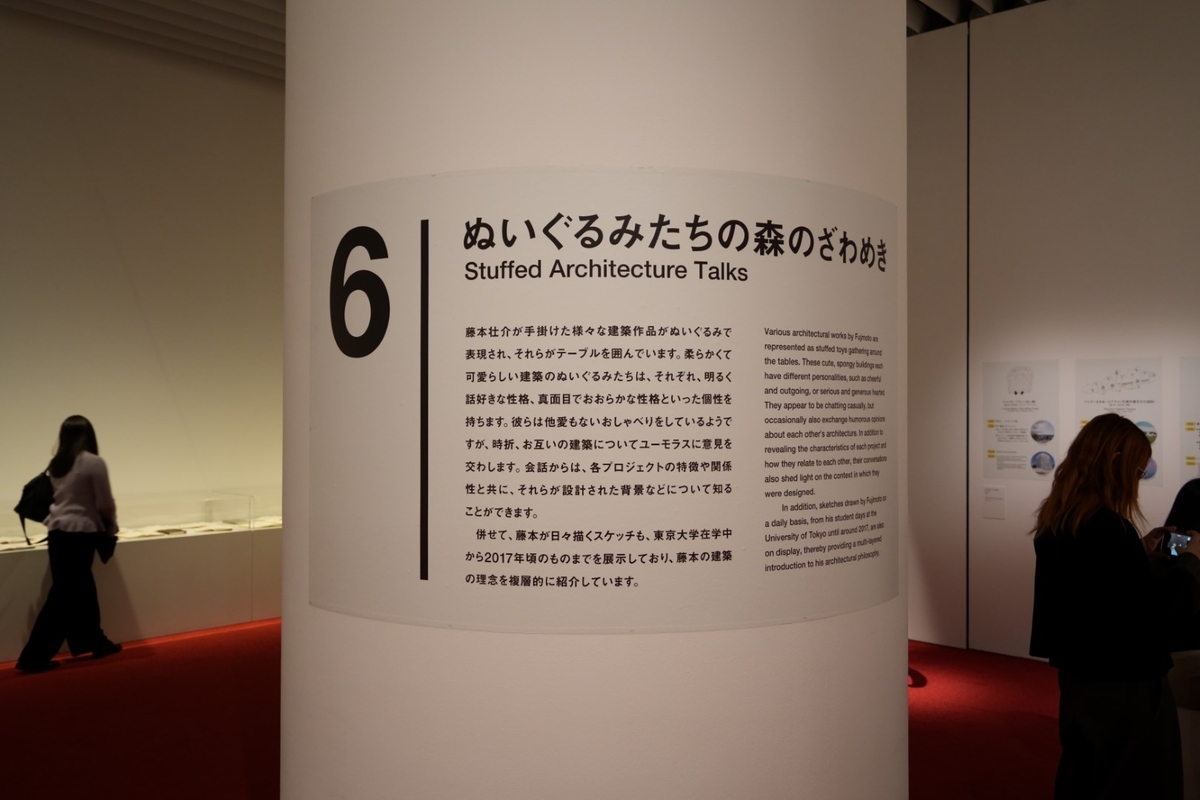 6
ぬいぐるみたちの森のざわめき
Stuffed Architecture Talks
藤本壮介が手掛けた様々な建築作品がぬいぐるみで
表現され、それらがテーブルを囲んでいます。柔らかくて
可愛らしい建築のぬいぐるみたちは、それぞれ、明るく
話好きな性格、真面目でおおらかな性格といった個性を
持ちます。彼らは他愛もないおしゃべりをしているようで
すが、時折、お互いの建築についてユーモラスに意見を
交わします。会話からは、各プロジェクトの特徴や関係
性と共に、それらが設計された背景などについて知る
ことができます。
併せて、藤本が日々描くスケッチも、東京大学在学中
から2017年頃のものまでを展示しており、藤本の建築
の理念を複層的に紹介しています。
Various architectural works by Fujimoto are
represented as stuffed toys gathering around
the tables. These cute, spongy buildings each
have different personalities, such as cheerful
and outgoing, or serious and generous hearted.
They appear to be chatting casually, but
occasionally also exchange humorous opinions
about each other's architecture. In addition to
revealing the characteristics of each project and
how they relate to each other, their conversations
also shed light on the context in which they
were designed.
In addition, sketches drawn by Fujimoto on
a daily basis, from his student days at the
University of Tokyo until around 2017, are also
on display, thereby providing a multi-layered
introduction to his architectural philosophy.